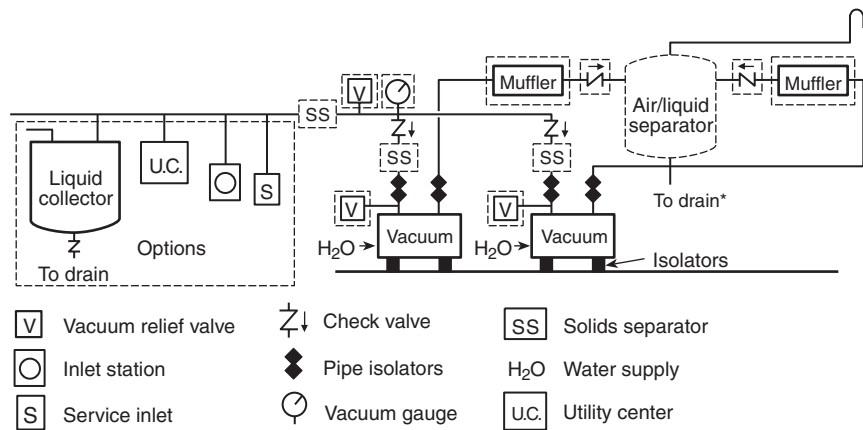 Muffler
Muffler
Air/liquid
separator
V
SS
SS
SS
Liquid
collector
U.C.
S
To drain*
V
V
Vacuum
Vacuum
H₂O
H₂O
Options
Isolators
To drain
V Vacuum relief valve
Check valve
SS Solids separator
Inlet station
Pipe isolators
H₂O Water supply
S Service inlet
Vacuum gauge
U.C. Utility center